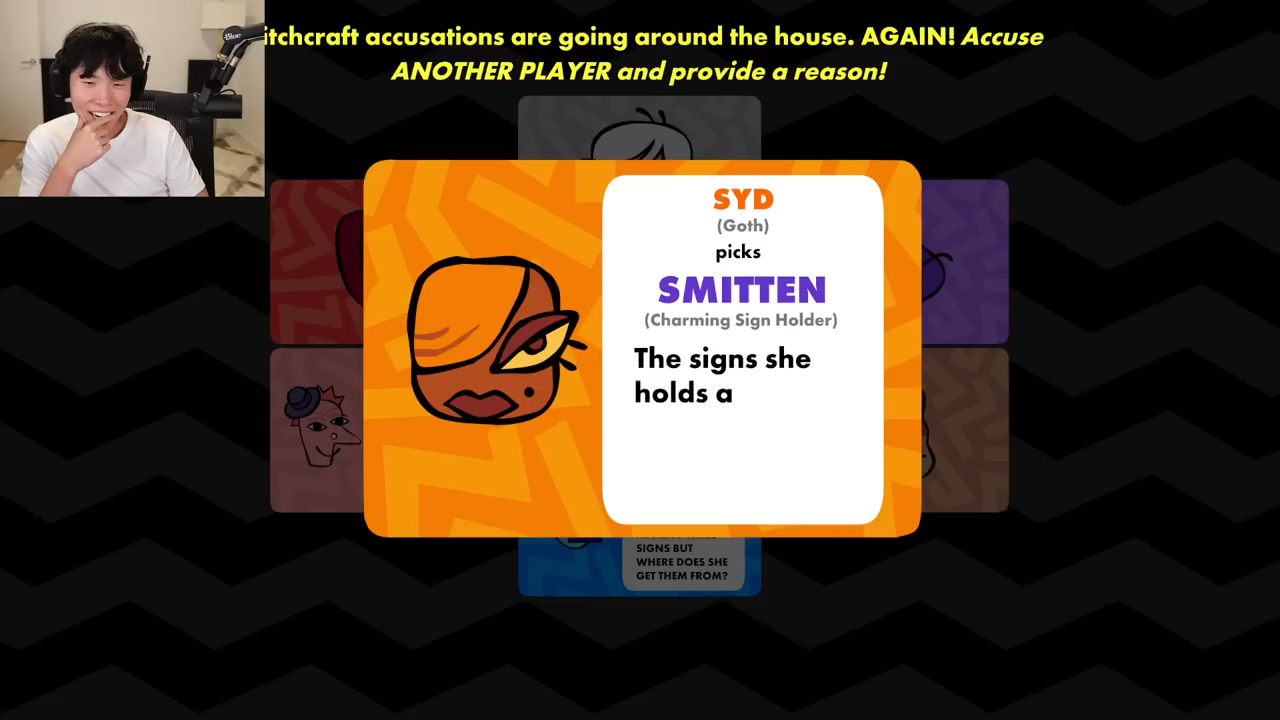 itchcraft accusations are going around the house. AGAIN! Accuse
ANOTHER PLAYER and provide a reason!
SYD
(Goth)
picks
SMITTEN
(Charming Sign Holder)
The signs she
holds a
SIGNS BUT
WHERE DOES SHE
GET THEM FROM?
Blue